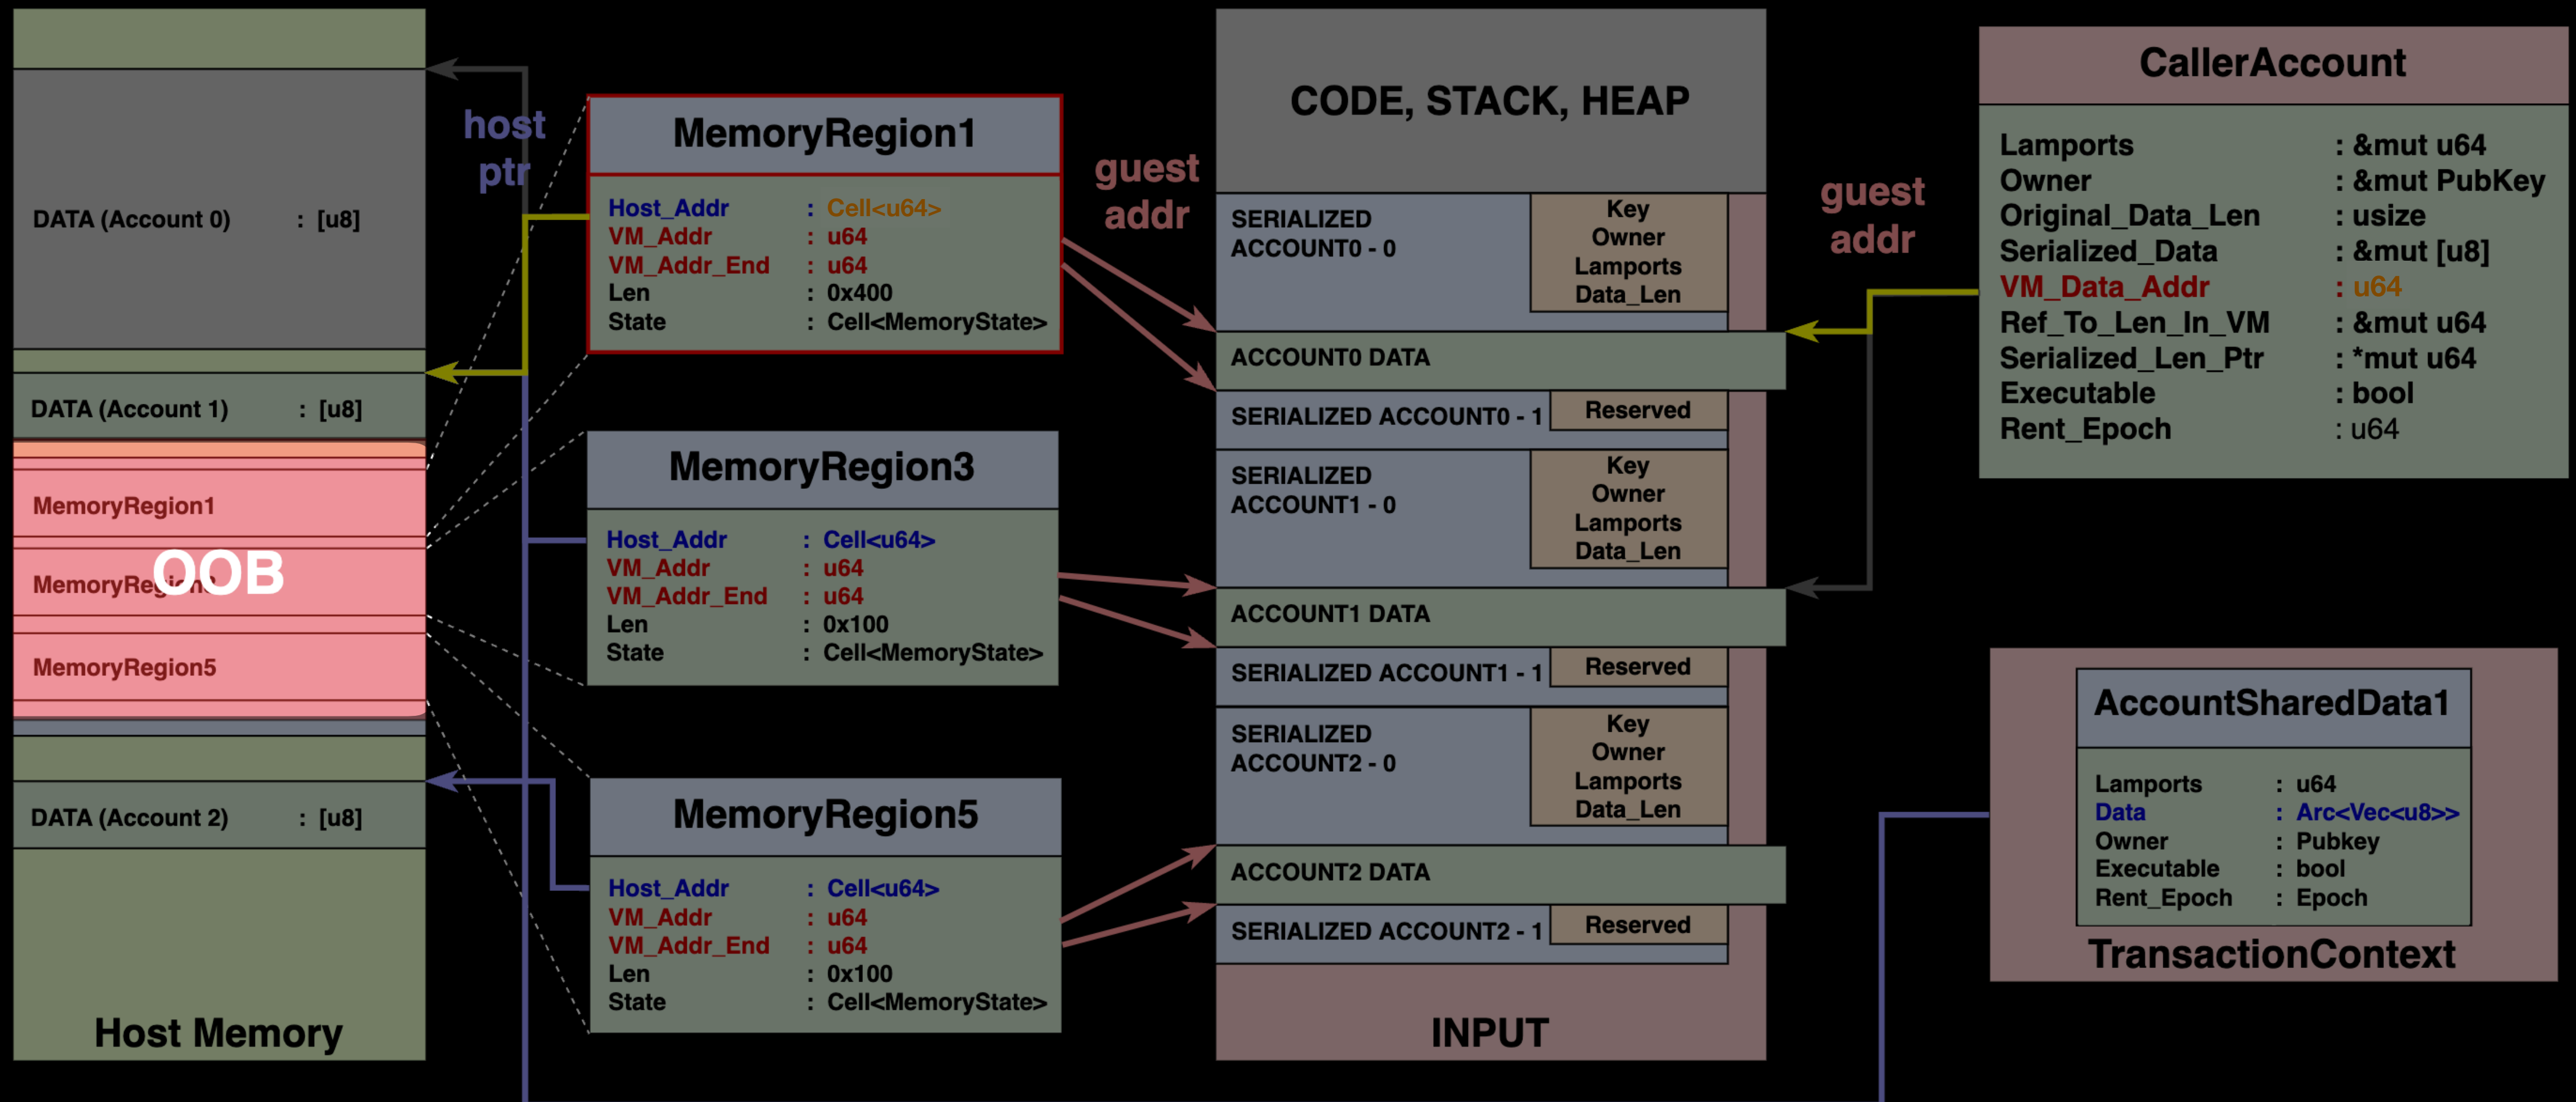 DATA (Account 0) : [u8]
DATA (Account 1) : [u8]
MemoryRegion1
OOB
MemoryRegion5
DATA (Account 2) : [u8]
Host Memory
host
ptr
MemoryRegion1
Host_Addr : Cell<u64>
VM_Addr : u64
VM_Addr_End : u64
Len : 0x400
State : Cell<MemoryState>
MemoryRegion3
Host_Addr : Cell<u64>
VM_Addr : u64
VM_Addr_End : u64
Len : 0x100
State : Cell<MemoryState>
MemoryRegion5
Host_Addr : Cell<u64>
VM_Addr : u64
VM_Addr_End : u64
Len : 0x100
State : Cell<MemoryState>
guest
addr
CODE, STACK, HEAP
SERIALIZED
ACCOUNT0 - 0
Key
Owner
Lamports
Data_Len
ACCOUNT0 DATA
SERIALIZED ACCOUNT0 - 1
Reserved
SERIALIZED
ACCOUNT1 - 0
Key
Owner
Lamports
Data_Len
ACCOUNT1 DATA
SERIALIZED ACCOUNT1 - 1
Reserved
SERIALIZED
ACCOUNT2 - 0
Key
Owner
Lamports
Data_Len
ACCOUNT2 DATA
SERIALIZED ACCOUNT2 - 1
Reserved
INPUT
guest
addr
CallerAccount
Lamports : &mut u64
Owner : &mut PubKey
Original_Data_Len : usize
Serialized_Data : &mut [u8]
VM_Data_Addr : u64
Ref_To_Len_In_VM : &mut u64
Serialized_Len_Ptr : *mut u64
Executable : bool
Rent_Epoch : u64
AccountSharedData1
Lamports : u64
Data : Arc<Vec<u8>>
Owner : Pubkey
Executable : bool
Rent_Epoch : Epoch
TransactionContext